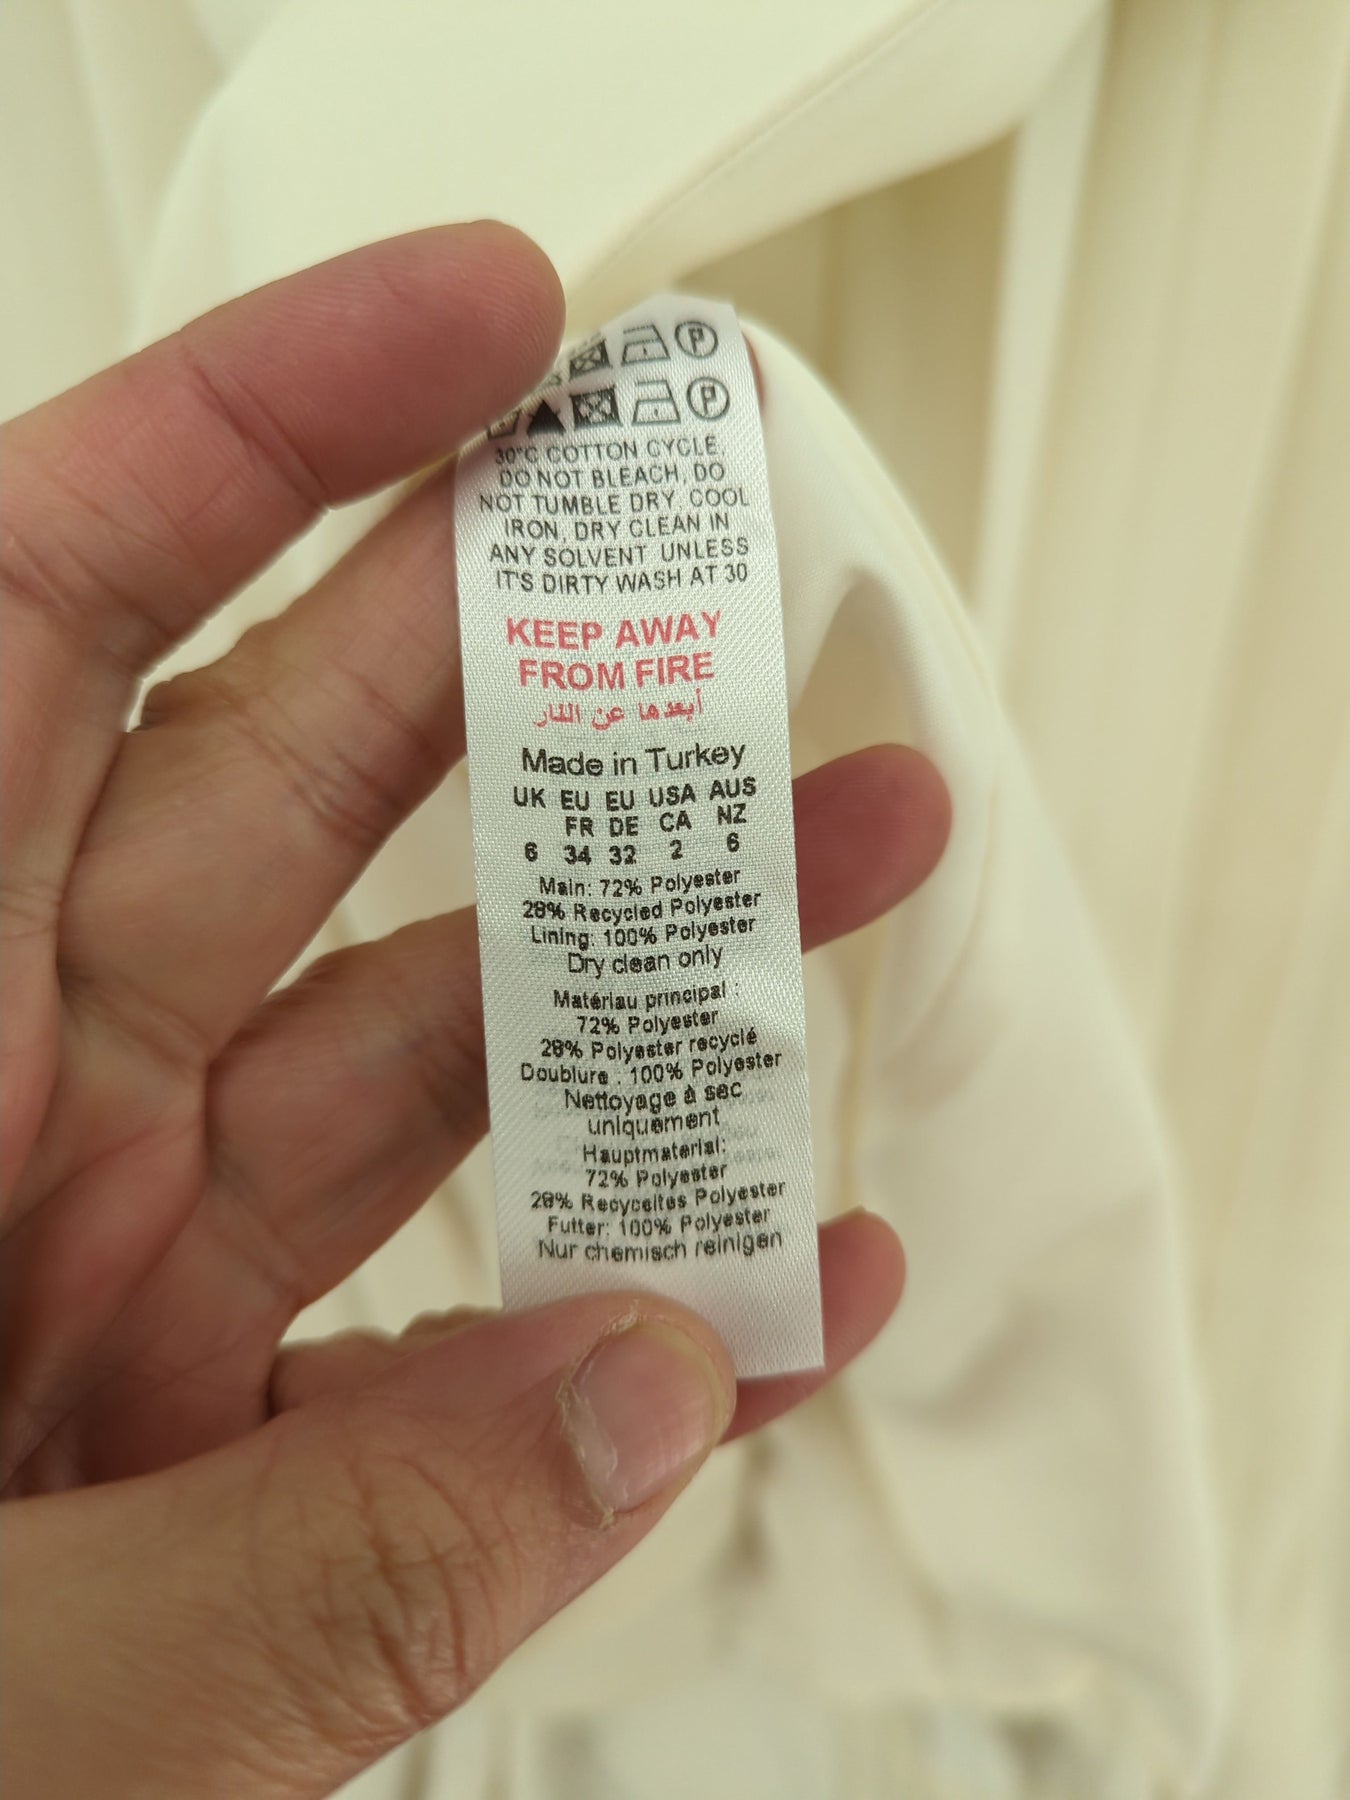 P
P
30°C COTTON CYCLE,
DO NOT BLEACH, DO
NOT TUMBLE DRY, COOL
IRON, DRY CLEAN IN
ANY SOLVENT UNLESS
IT'S DIRTY WASH AT 30
KEEP AWAY
FROM FIRE
أبعدها عن النار
Made in Turkey
UK EU EU USA AUS
FR DE CA NZ
6 34 32 2 6
Main: 72% Polyester
28% Recycled Polyester
Lining: 100% Polyester
Dry clean only
Matériau principal :
72% Polyester
28% Polyester recyclé
Doublure : 100% Polyester
Nettoyage à sec
uniquement
Hauptmaterial:
72% Polyester
28% Recyceltes Polyester
Futter: 100% Polyester
Nur chemisch reinigen